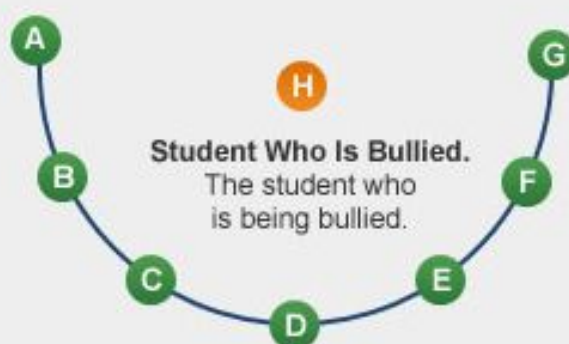 A
G
H
Student Who Is Bullied.
The student who
is being bullied.
B
F
C
E
D